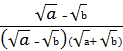 √a - √b
(√a - √b)(√a+ √b)